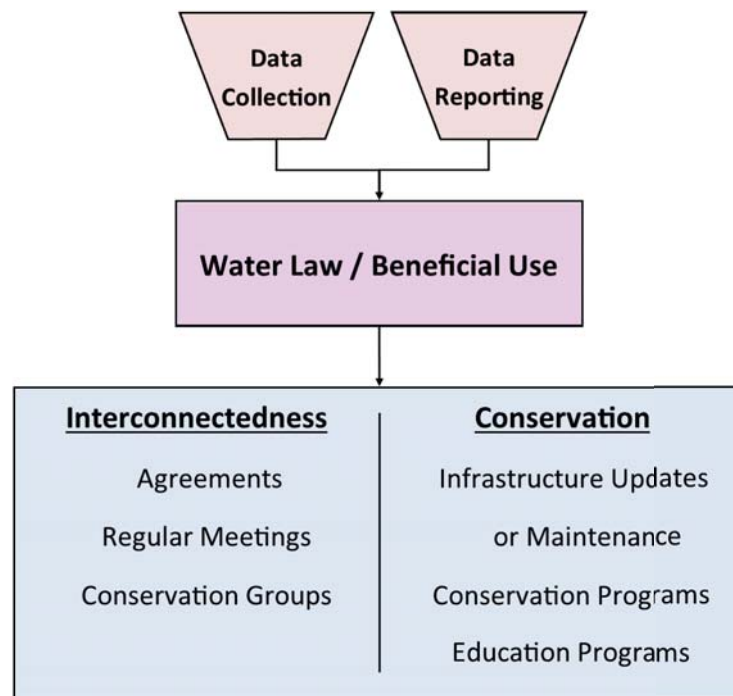 Data
Collection
Data
Reporting
Water Law / Beneficial Use
Interconnectedness
Agreements
Regular Meetings
Conservation Groups
Conservation
Infrastructure Updates
or Maintenance
Conservation Programs
Education Programs